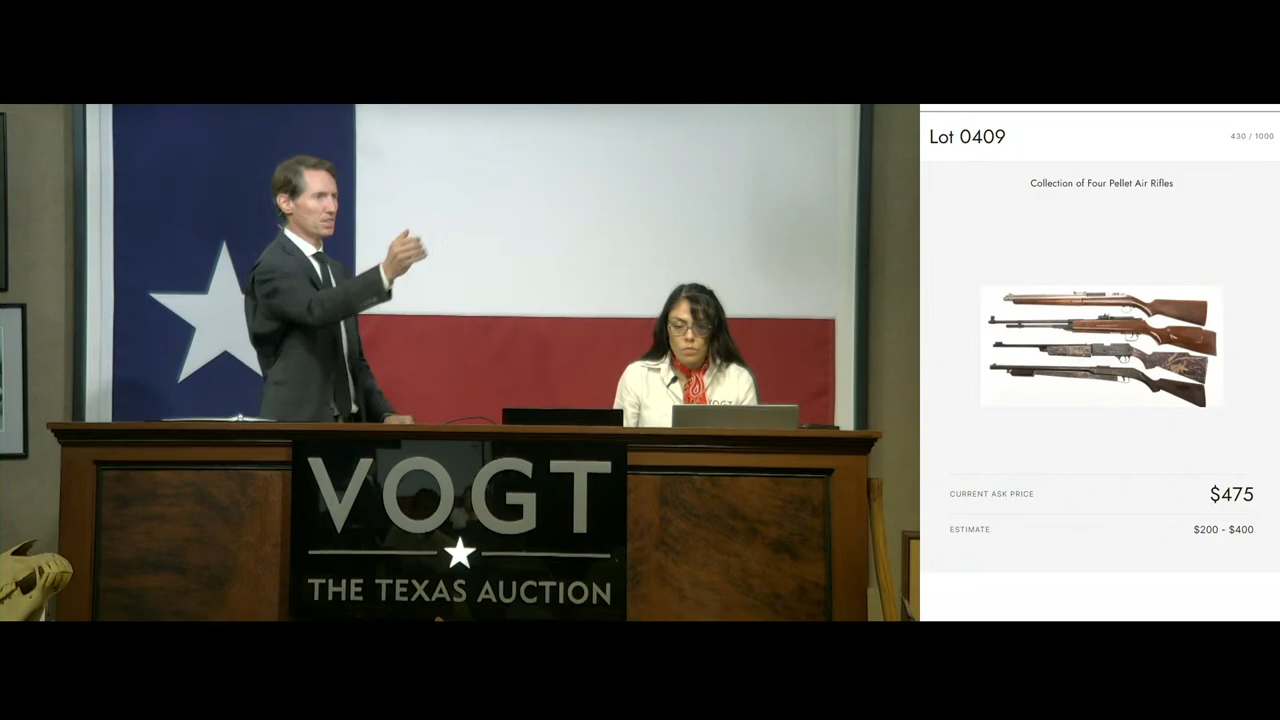 Lot 0409
430 / 1000
Collection of Four Pellet Air Rifles
CURRENT ASK PRICE
$475
ESTIMATE
$200 - $400
VOGT
VOGT
THE TEXAS AUCTION